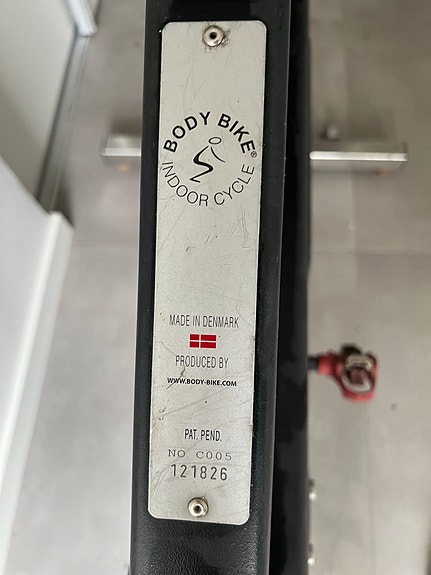 BODY BIKE®
INDOOR CYCLE
MADE IN DENMARK
PRODUCED BY
WWW.BODY-BIKE.COM
PAT. PEND.
NO C005
121826